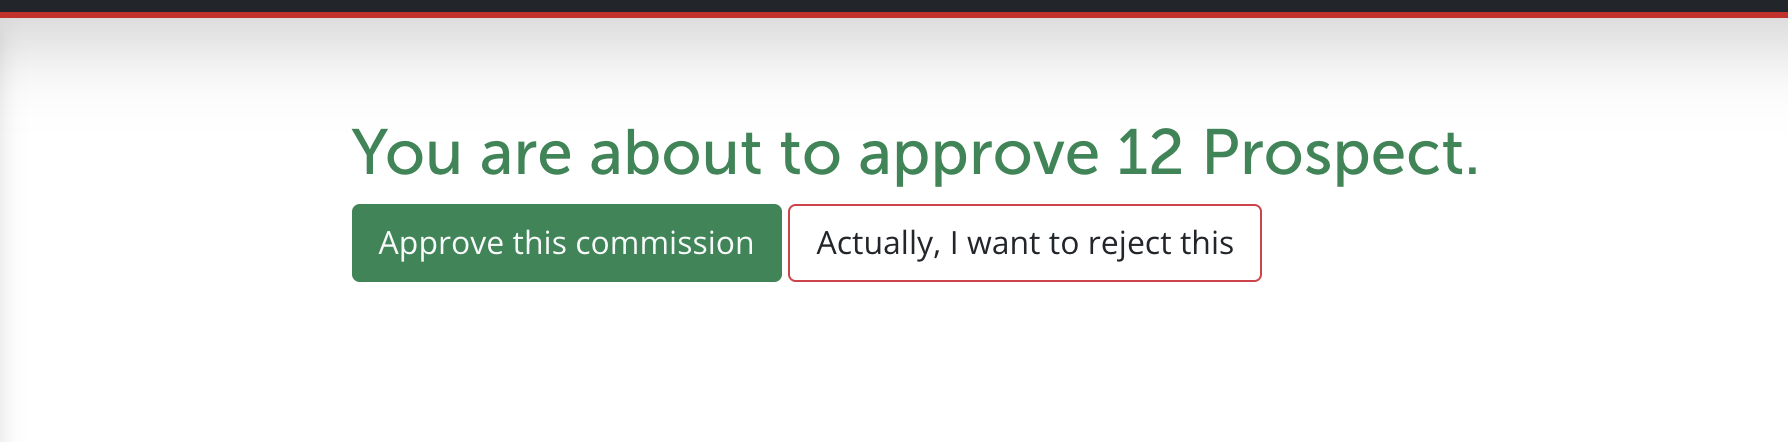 You are about to approve 12 Prospect.
Approve this commission
Actually, I want to reject this